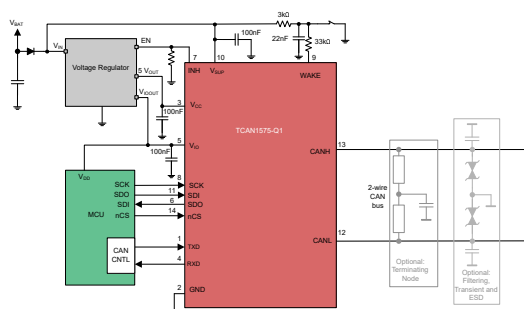 3kΩ
VBAT
100nF
22nF
33kΩ
VIN
EN
7
10
9
INH
VSUP
WAKE
Voltage Regulator
5 VOUT
VIOOUT
3
VCC
100nF
TCAN1575-Q1
5
VIO
100nF
13
CANH
VDD
2-wire
CAN
bus
SCK
8
SCK
SDO
11
SDI
MCU
SDI
6
SDO
nCS
14
nCS
12
CANL
1
TXD
CAN
CNTL
4
RXD
Optional:
Terminating
Node
Optional:
Filtering,
Transient and
ESD
2
GND